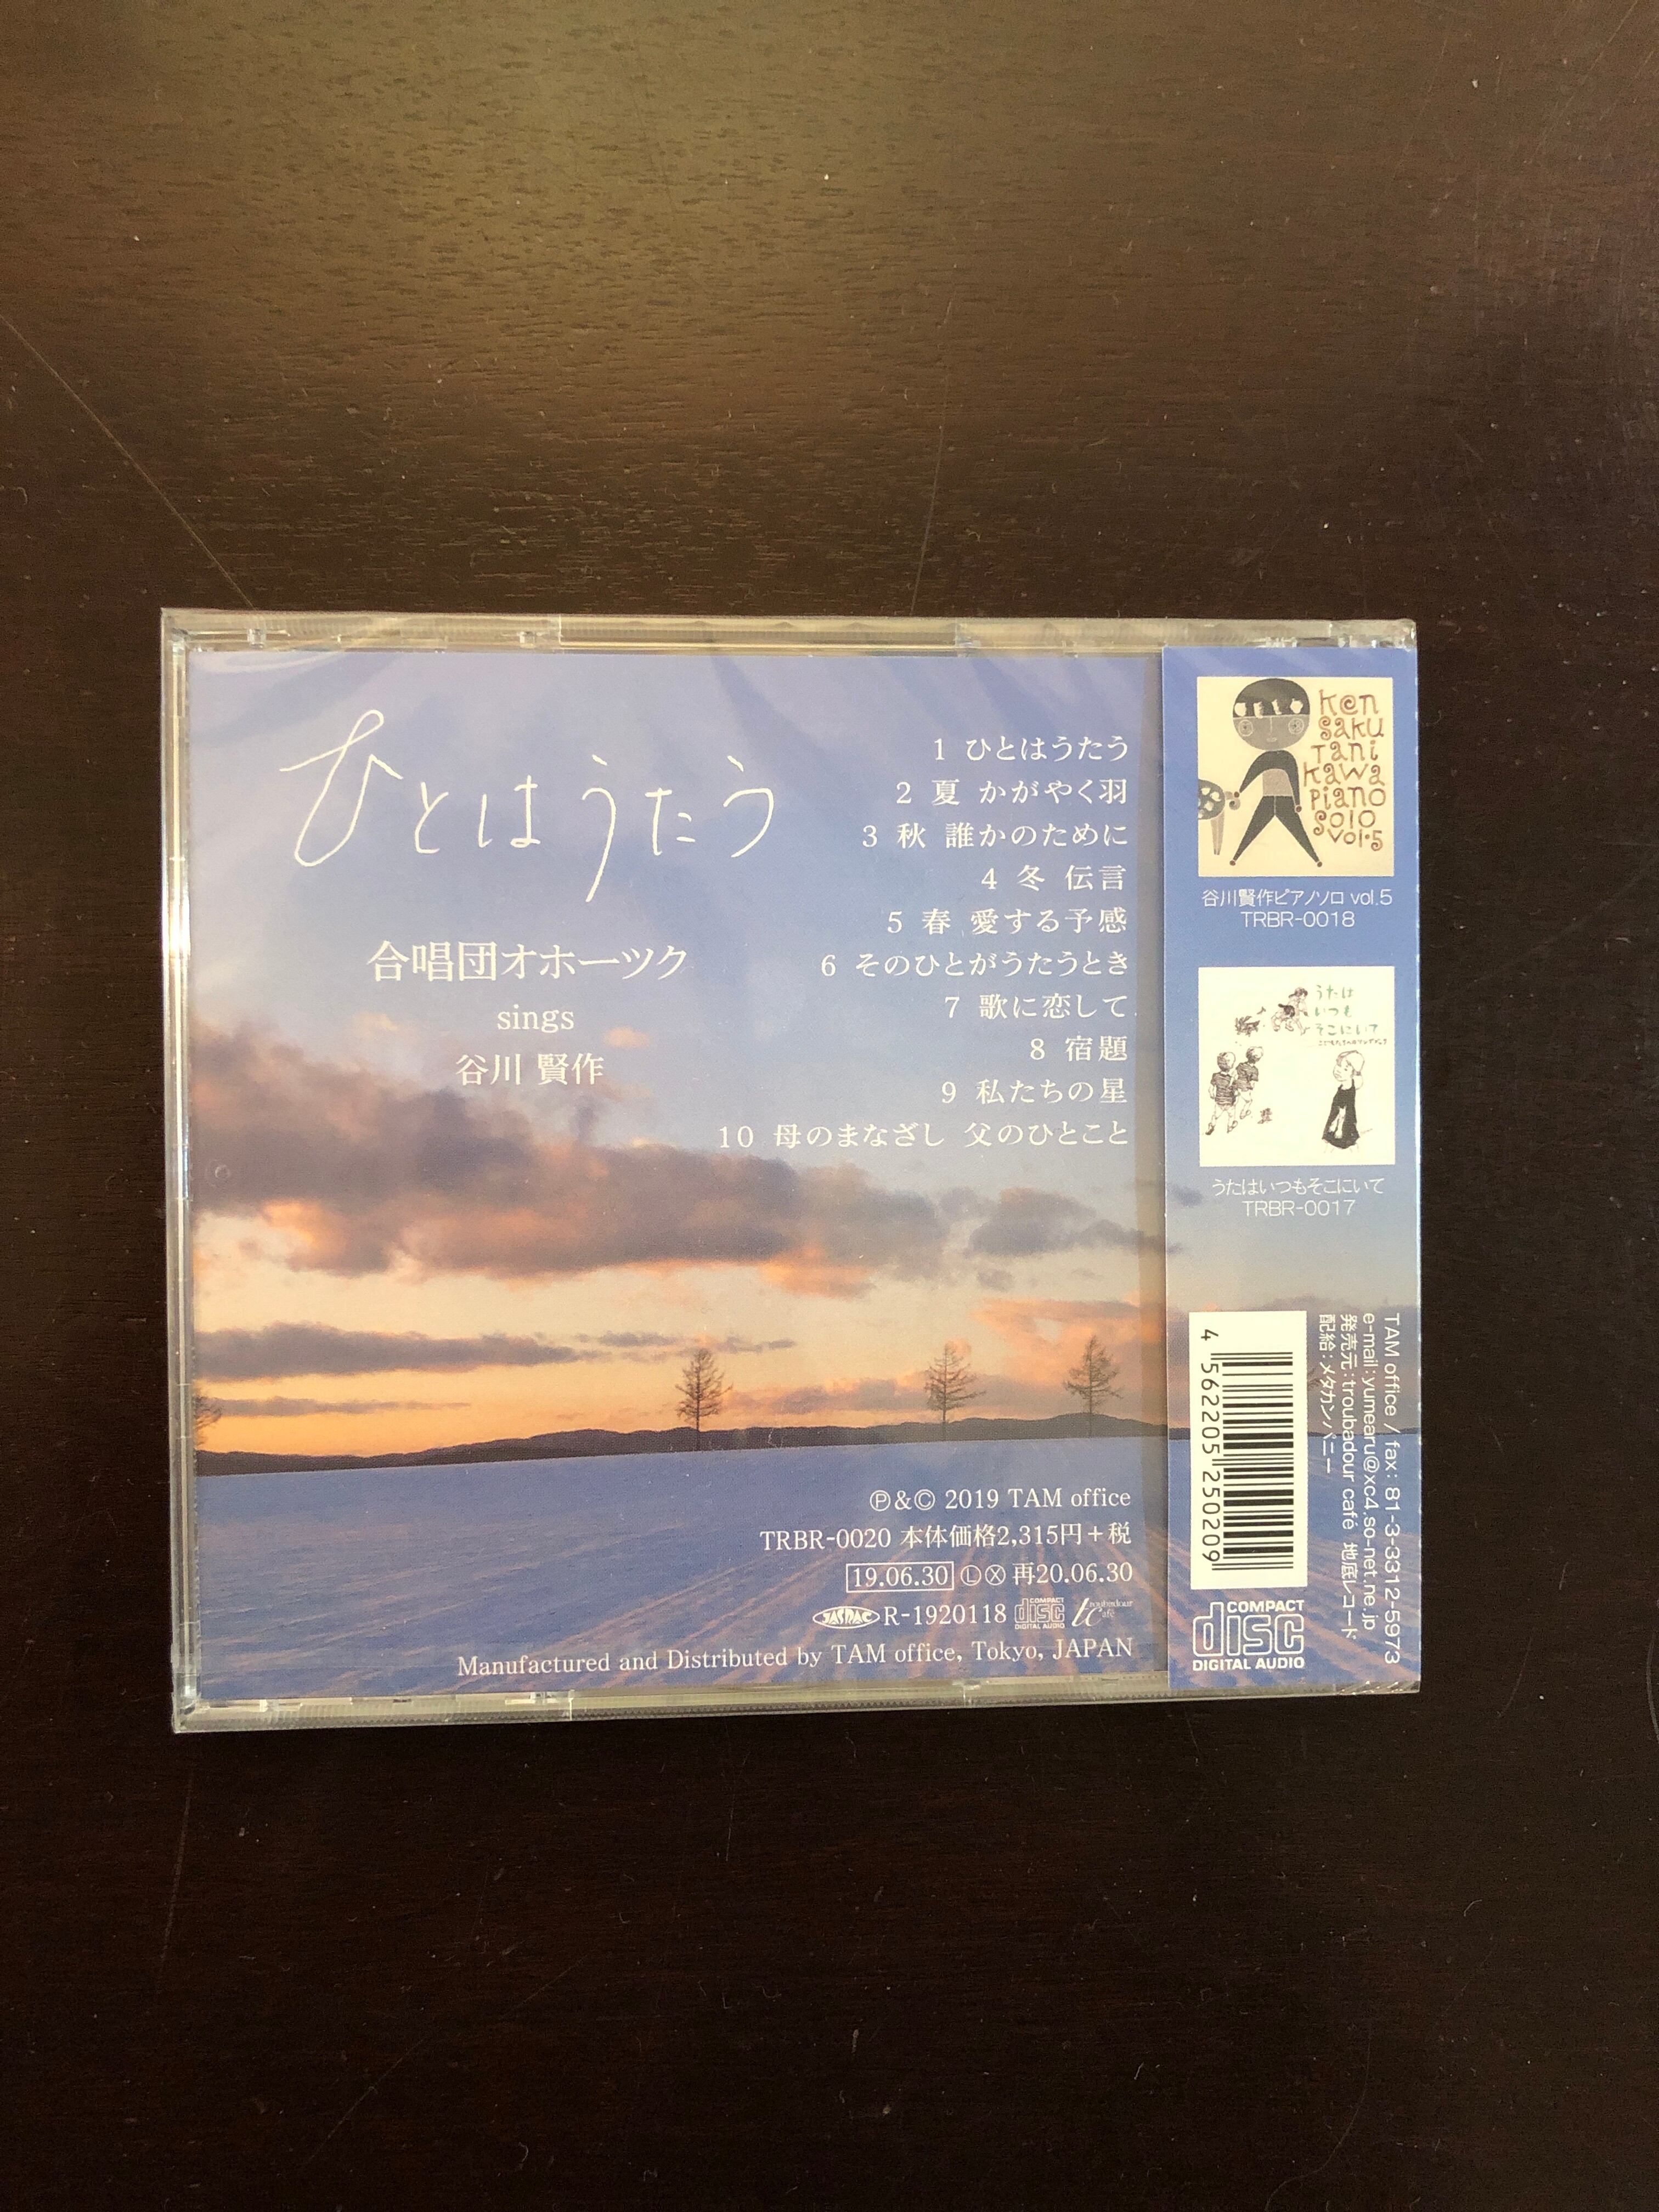 ひとはうたう
合唱団オホーツク
sings
谷川 賢作
1 ひとはうたう
2 夏 かがやく羽
3 秋 誰かのために
4 冬 伝言
5 春 愛する予感
6 そのひとがうたうとき
7 歌に恋して
8 宿題
9 私たちの星
10 母のまなざし 父のひとこと
Ⓟ&© 2019 TAM office
TRBR-0020 本体価格2,315円+税
19.06.30 Ⓛ Ⓧ 再20.06.30
JASRAC R-1920118 COMPACT disc DIGITAL AUDIO troubadour café
Manufactured and Distributed by TAM office, Tokyo, JAPAN
Ken
saku
Tani
Kawa
piano
solo
vol.5
谷川賢作ピアノソロ vol.5
TRBR-0018
うたは
いつも
そこにいて
うたはいつもそこにいて
TRBR-0017
TAM office / fax: 81-3-3312-5973
e-mail:yumearu@xc4.so-net.ne.jp
発売元:troubadour café 地底レコード
配給:メタカンパニー
4 562205 250209
COMPACT
disc
DIGITAL AUDIO